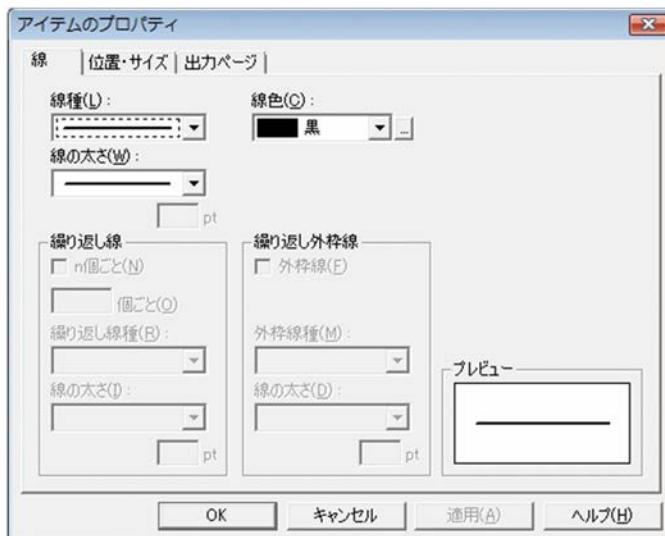 アイテムのプロパティ
線 位置・サイズ 出力ページ
線種(L): 線色(C):
黒 ...
線の太さ(W):
pt
繰り返し線 繰り返し外枠線
n個ごと(N) 外枠線(F)
個ごと(O)
繰り返し線種(R): 外枠線種(M):
線の太さ(I): 線の太さ(D):
pt pt
プレビュー
OK キャンセル 適用(A) ヘルプ(H)